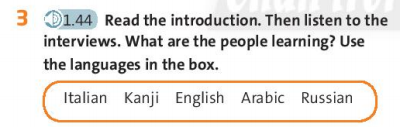 3 1.44 Read the introduction. Then listen to the
interviews. What are the people learning? Use
the languages in the box.
Italian Kanji English Arabic Russian